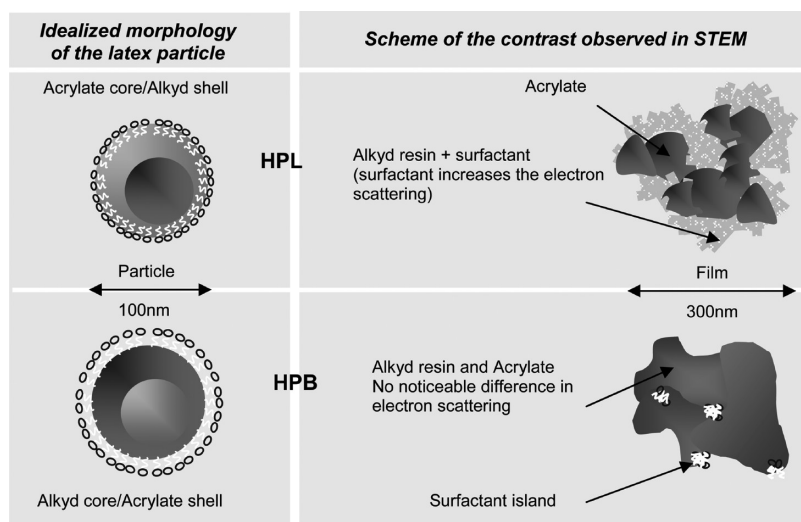 Idealized morphology
of the latex particle
Scheme of the contrast observed in STEM
Acrylate core/Alkyd shell
HPL
Acrylate
Alkyd resin + surfactant
(surfactant increases the electron
scattering)
Particle
100nm
Film
300nm
HPB
Alkyd resin and Acrylate
No noticeable difference in
electron scattering
Alkyd core/Acrylate shell
Surfactant island